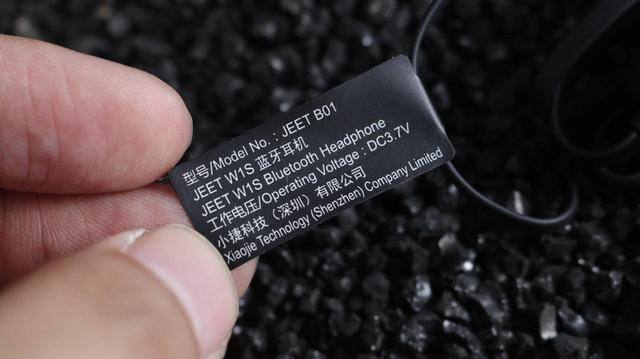 型号/Model No. : JEET B01
JEET W1S 蓝牙耳机
JEET W1S Bluetooth Headphone
工作电压/Operating Voltage : DC3.7V
小捷科技（深圳）有限公司
Xiaojie Technology (Shenzhen) Company Limited